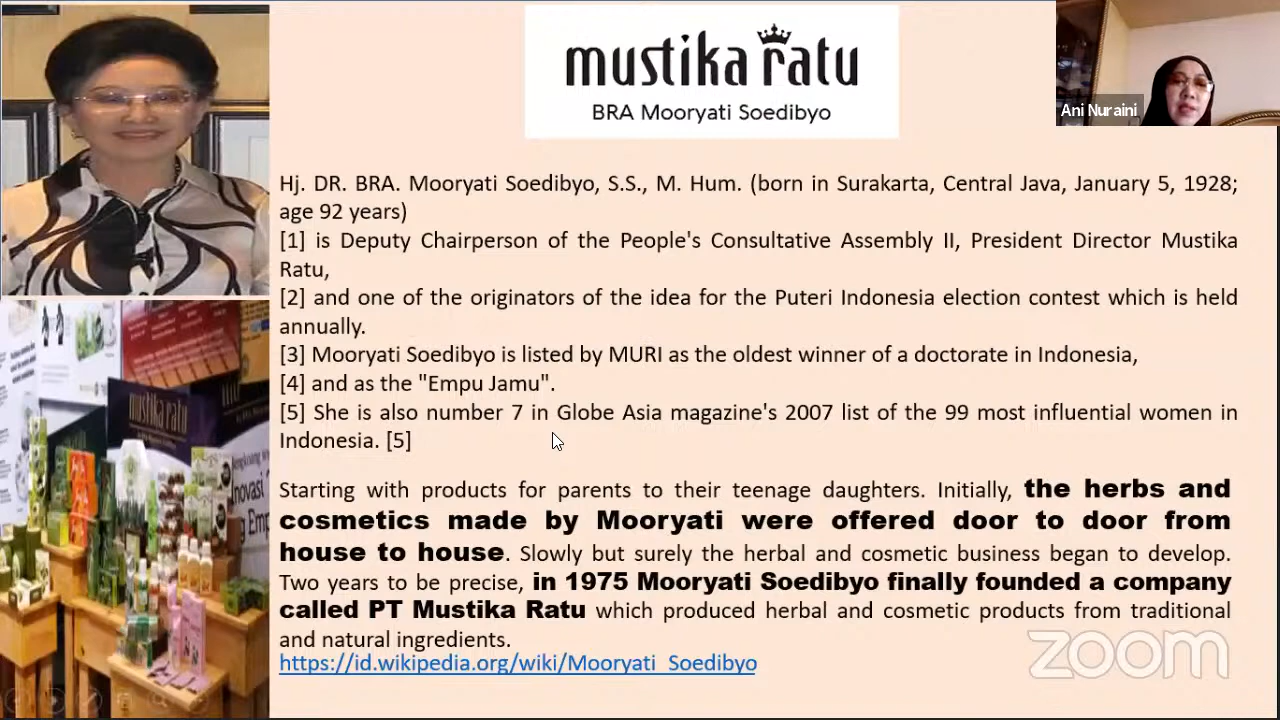 mustika ratu
BRA Mooryati Soedibyo
Ani Nuraini
Hj. DR. BRA. Mooryati Soedibyo, S.S., M. Hum. (born in Surakarta, Central Java, January 5, 1928;
age 92 years)
[1] is Deputy Chairperson of the People's Consultative Assembly II, President Director Mustika
Ratu,
[2] and one of the originators of the idea for the Puteri Indonesia election contest which is held
annually.
[3] Mooryati Soedibyo is listed by MURI as the oldest winner of a doctorate in Indonesia,
[4] and as the "Empu Jamu".
[5] She is also number 7 in Globe Asia magazine's 2007 list of the 99 most influential women in
Indonesia. [5]
Starting with products for parents to their teenage daughters. Initially, the herbs and
cosmetics made by Mooryati were offered door to door from
house to house. Slowly but surely the herbal and cosmetic business began to develop.
Two years to be precise, in 1975 Mooryati Soedibyo finally founded a company
called PT Mustika Ratu which produced herbal and cosmetic products from traditional
and natural ingredients.
https://id.wikipedia.org/wiki/Mooryati_Soedibyo
mustika ratu
zoom